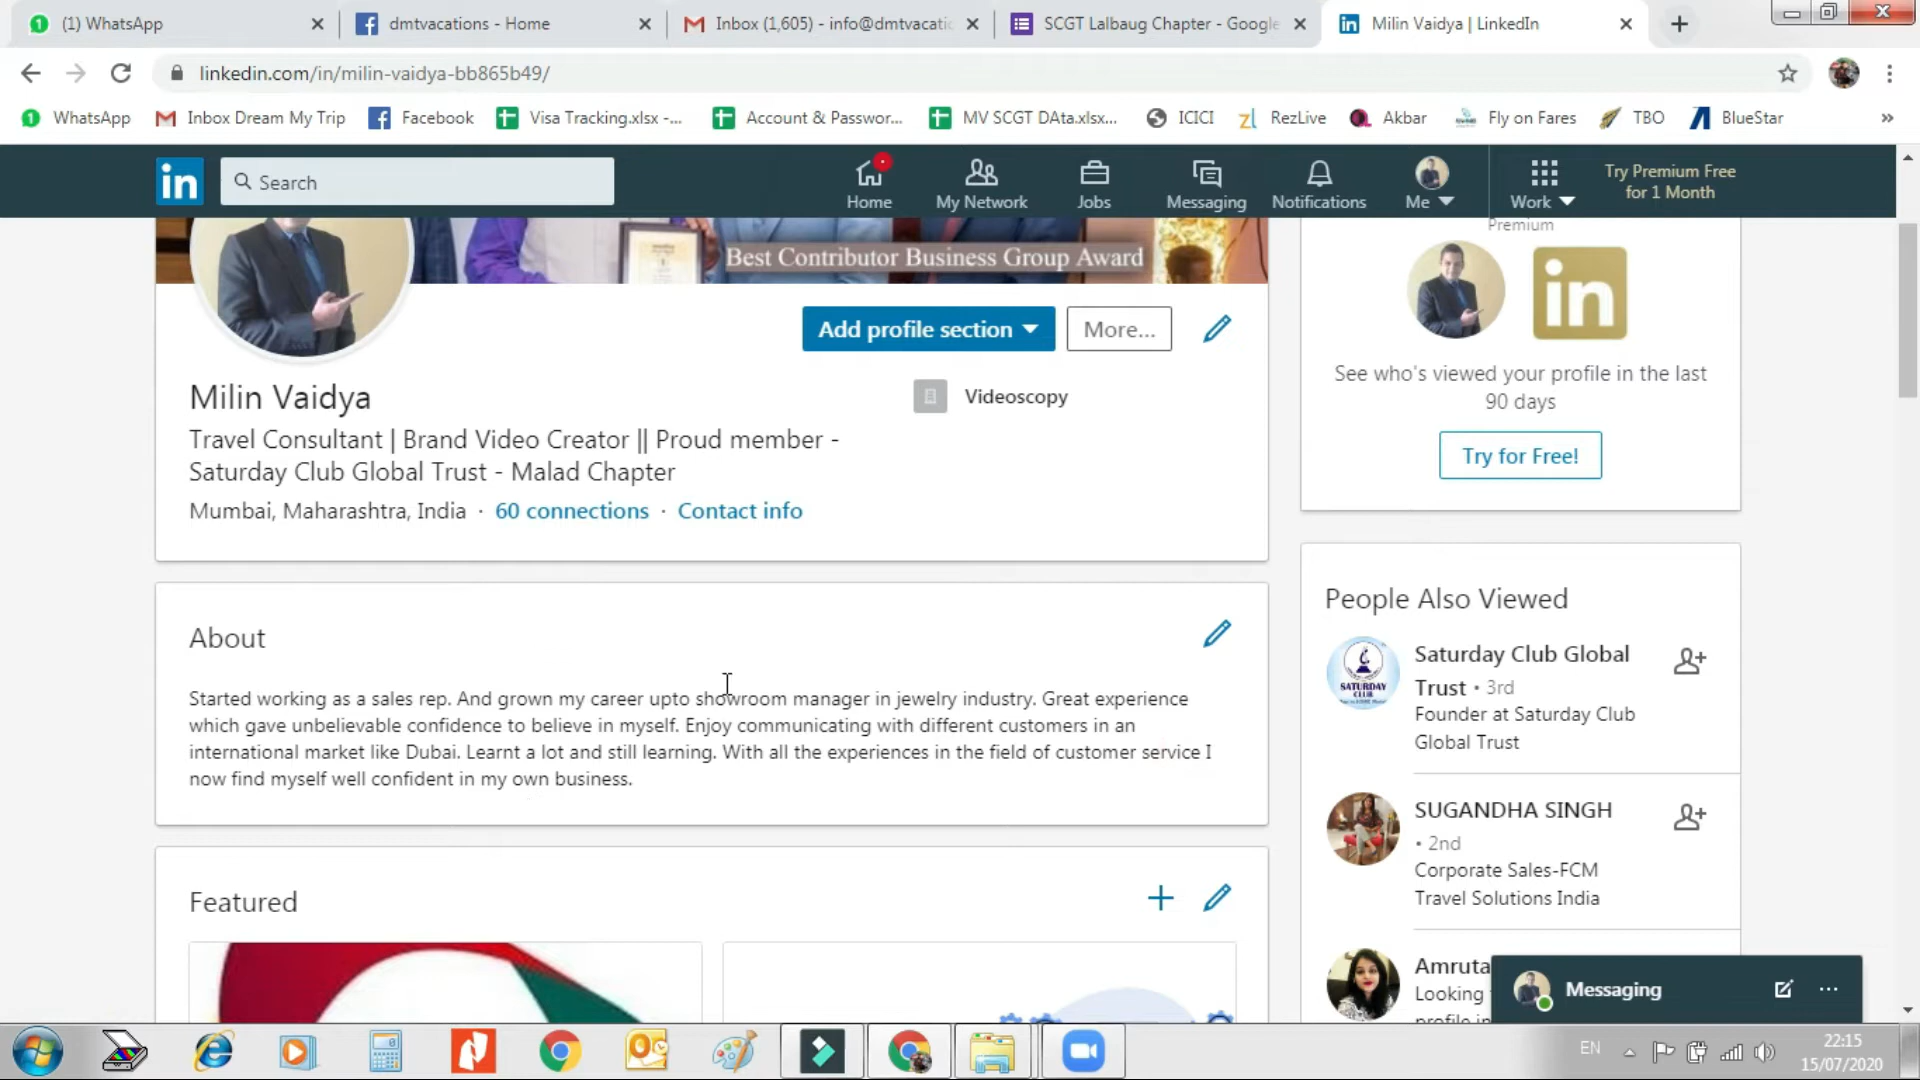 (1) WhatsApp
dmtvacations - Home
Inbox (1,605) - info@dmtvacatic
SCGT Lalbaug Chapter - Google
Milin Vaidya | LinkedIn
linkedin.com/in/milin-vaidya-bb865b49/
WhatsApp
Inbox Dream My Trip
Facebook
Visa Tracking.xlsx -...
Account & Passwor...
MV SCGT DAta.xlsx...
ICICI
RezLive
Akbar
Fly on Fares
TBO
BlueStar
»
in
Search
Home
My Network
Jobs
Messaging
Notifications
Me
Work
Try Premium Free
for 1 Month
Best Contributor Business Group Award
Add profile section
More...
Milin Vaidya
Videoscopy
Travel Consultant | Brand Video Creator || Proud member -
Saturday Club Global Trust - Malad Chapter
Mumbai, Maharashtra, India · 60 connections · Contact info
About
Started working as a sales rep. And grown my career upto showroom manager in jewelry industry. Great experience
which gave unbelievable confidence to believe in myself. Enjoy communicating with different customers in an
international market like Dubai. Learnt a lot and still learning. With all the experiences in the field of customer service I
now find myself well confident in my own business.
Featured
Premium
in
See who's viewed your profile in the last
90 days
Try for Free!
People Also Viewed
SATURDAY
CLUB
Saturday Club Global
Trust • 3rd
Founder at Saturday Club
Global Trust
SUGANDHA SINGH
• 2nd
Corporate Sales-FCM
Travel Solutions India
Amruta
Looking
profile in
Messaging
EN
22:15
15/07/2020